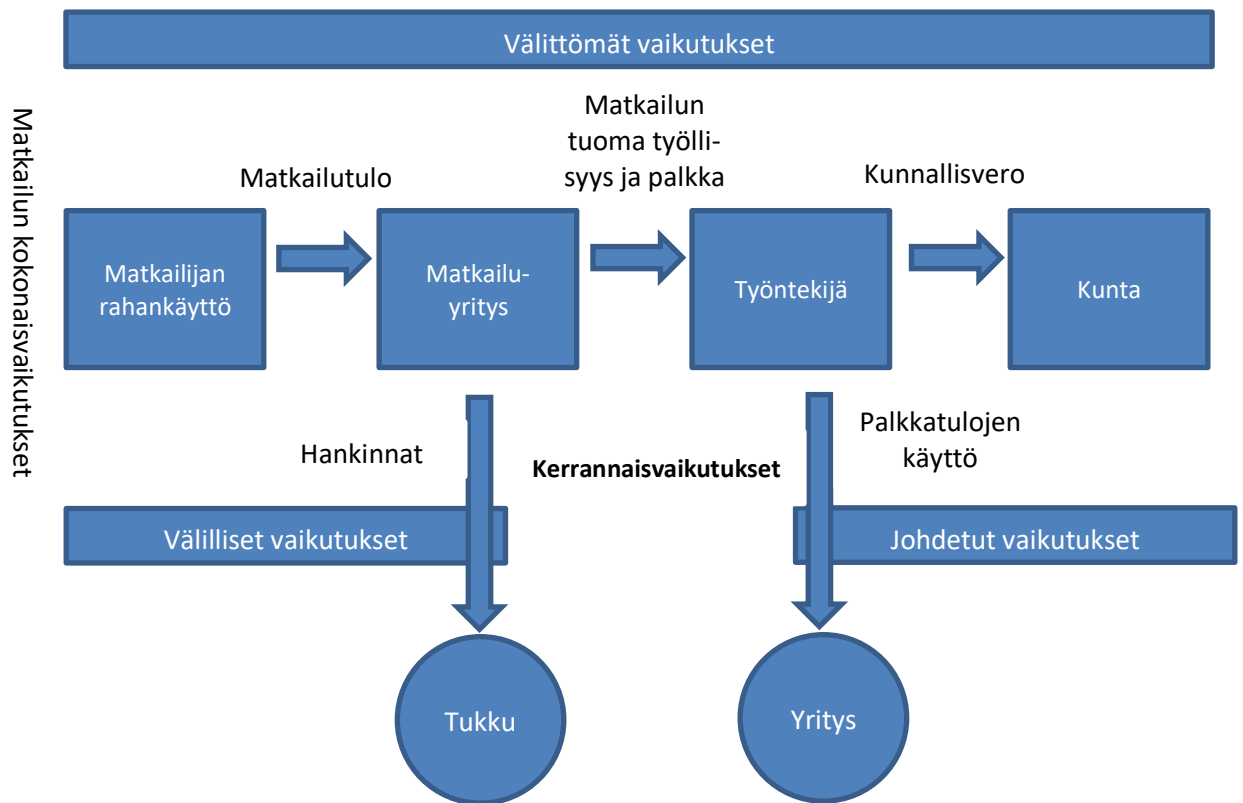 Välittömät vaikutukset
Matkailun kokonaisvaikutukset
Matkailun
tuoma työlli-
syys ja palkka
Matkailutulo
Kunnallisvero
Matkailijan
rahankäyttö
Matkailu-
yritys
Työntekijä
Kunta
Hankinnat
Kerrannaisvaikutukset
Palkkatulojen
käyttö
Välilliset vaikutukset
Johdetut vaikutukset
Tukku
Yritys